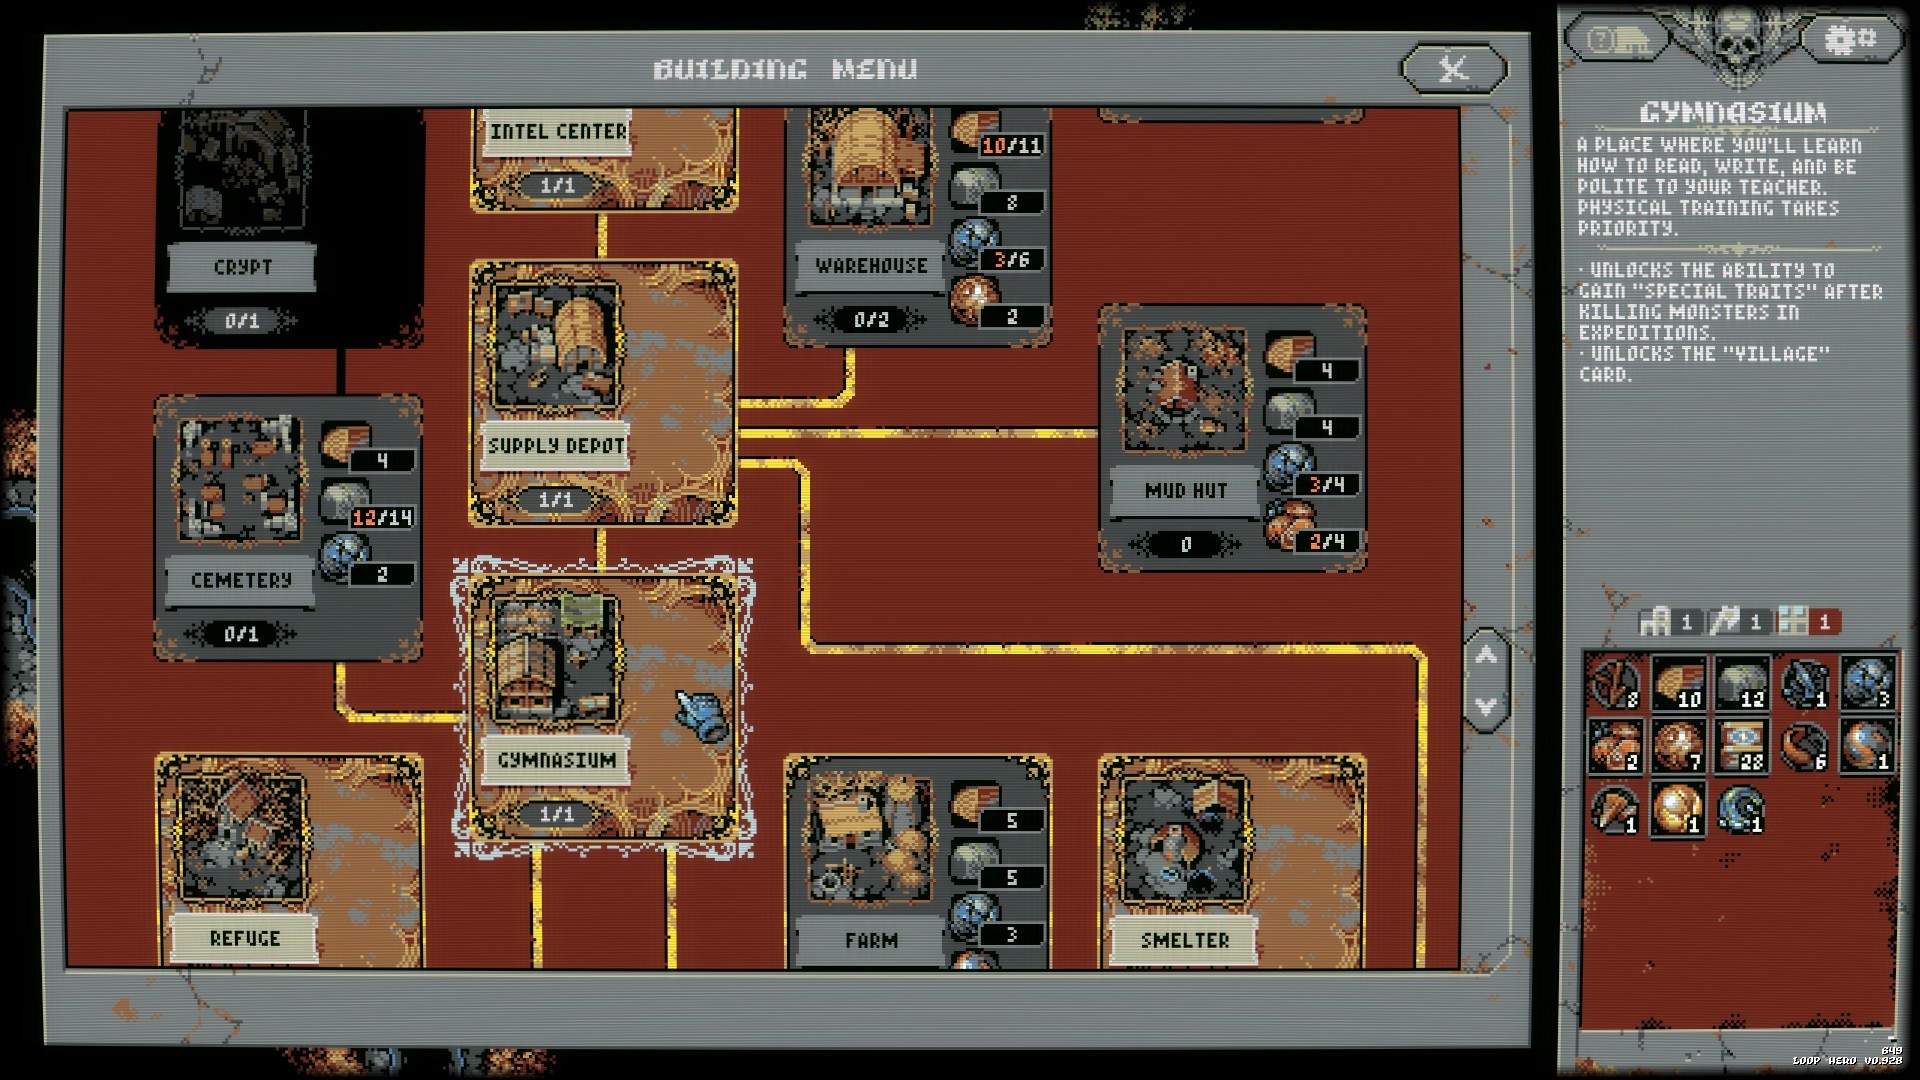 BUILDING MENU
INTEL CENTER
1/1
10/11
8
3/6
2
WAREHOUSE
0/2
CRYPT
0/1
SUPPLY DEPOT
1/1
4
4
3/4
2/4
MUD HUT
0
4
12/14
2
CEMETERY
0/1
GYMNASIUM
1/1
REFUGE
5
5
3
FARM
SMELTER
GYMNASIUM
A PLACE WHERE YOU'LL LEARN
HOW TO READ, WRITE, AND BE
POLITE TO YOUR TEACHER.
PHYSICAL TRAINING TAKES
PRIORITY.
· UNLOCKS THE ABILITY TO
GAIN "SPECIAL TRAITS" AFTER
KILLING MONSTERS IN
EXPEDITIONS.
· UNLOCKS THE "VILLAGE"
CARD.
1 1 1
8 10 12 1 3
2 7 28 6 1
1 1 1
649
LOOP HERO V0.928